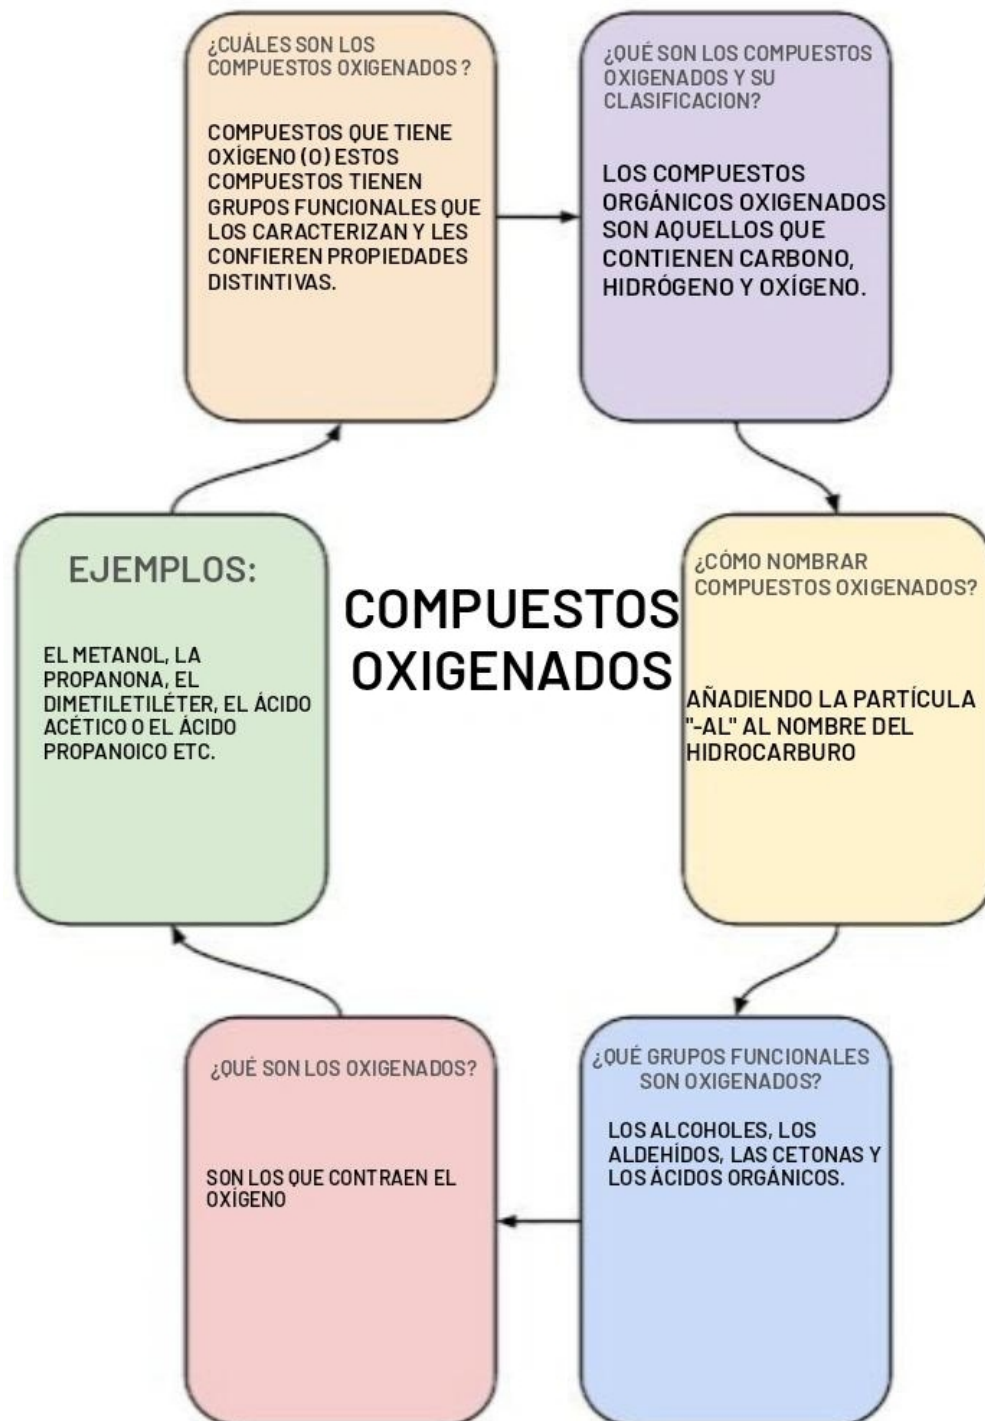 ¿CUÁLES SON LOS
COMPUESTOS OXIGENADOS ?
COMPUESTOS QUE TIENE
OXÍGENO (O) ESTOS
COMPUESTOS TIENEN
GRUPOS FUNCIONALES QUE
LOS CARACTERIZAN Y LES
CONFIEREN PROPIEDADES
DISTINTIVAS.
¿QUÉ SON LOS COMPUESTOS
OXIGENADOS Y SU
CLASIFICACION?
LOS COMPUESTOS
ORGÁNICOS OXIGENADOS
SON AQUELLOS QUE
CONTIENEN CARBONO,
HIDRÓGENO Y OXÍGENO.
EJEMPLOS:
EL METANOL, LA
PROPANONA, EL
DIMETILETILÉTER, EL ÁCIDO
ACÉTICO O EL ÁCIDO
PROPANOICO ETC.
COMPUESTOS
OXIGENADOS
¿CÓMO NOMBRAR
COMPUESTOS OXIGENADOS?
AÑADIENDO LA PARTÍCULA
"-AL" AL NOMBRE DEL
HIDROCARBURO
¿QUÉ SON LOS OXIGENADOS?
SON LOS QUE CONTRAEN EL
OXÍGENO
¿QUÉ GRUPOS FUNCIONALES
SON OXIGENADOS?
LOS ALCOHOLES, LOS
ALDEHÍDOS, LAS CETONAS Y
LOS ÁCIDOS ORGÁNICOS.